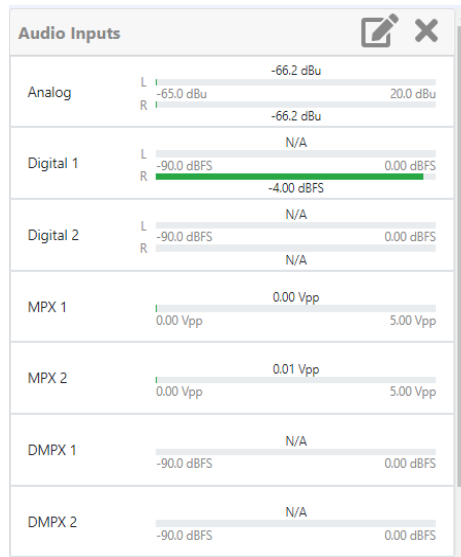 Audio Inputs
-66.2 dBu
Analog L -65.0 dBu 20.0 dBu
R
-66.2 dBu
N/A
Digital 1 L -90.0 dBFS 0.00 dBFS
R
-4.00 dBFS
N/A
Digital 2 L -90.0 dBFS 0.00 dBFS
R
N/A
0.00 Vpp
MPX 1
0.00 Vpp 5.00 Vpp
0.01 Vpp
MPX 2
0.00 Vpp 5.00 Vpp
N/A
DMPX 1
-90.0 dBFS 0.00 dBFS
N/A
DMPX 2
-90.0 dBFS 0.00 dBFS